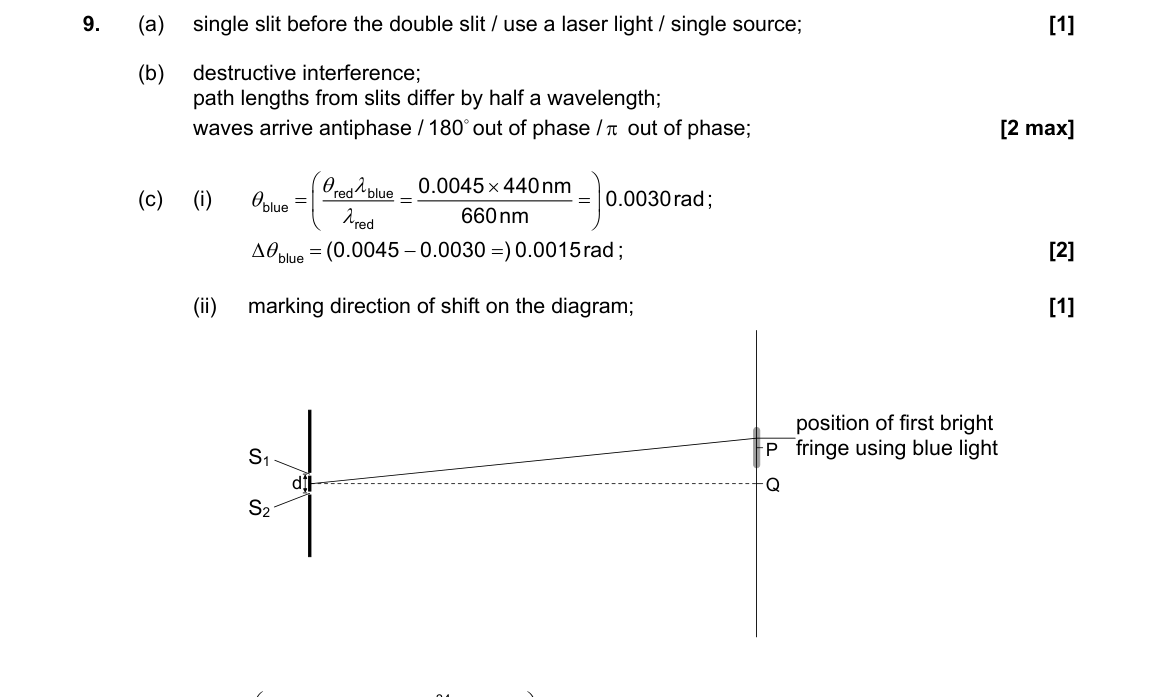 9. (a) single slit before the double slit / use a laser light / single source; [1]
(b) destructive interference;
path lengths from slits differ by half a wavelength;
waves arrive antiphase / 180° out of phase / π out of phase; [2 max]
(c) (i) θblue = (θredλblue / λred = 0.0045 × 440 nm / 660 nm =) 0.0030 rad;
Δθblue = (0.0045 – 0.0030 =) 0.0015 rad; [2]
(ii) marking direction of shift on the diagram; [1]
position of first bright
S1
P fringe using blue light
d
Q
S2